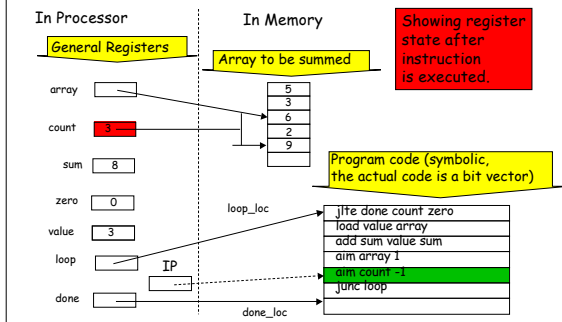 In Processor
In Memory
Showing register
state after
instruction
is executed.
General Registers
Array to be summed
array
count
3
sum
8
zero
0
value
3
loop
done
5
3
6
2
9
Program code (symbolic,
the actual code is a bit vector)
loop_loc
IP
done_loc
jlte done count zero
load value array
add sum value sum
aim array 1
aim count -1
junc loop